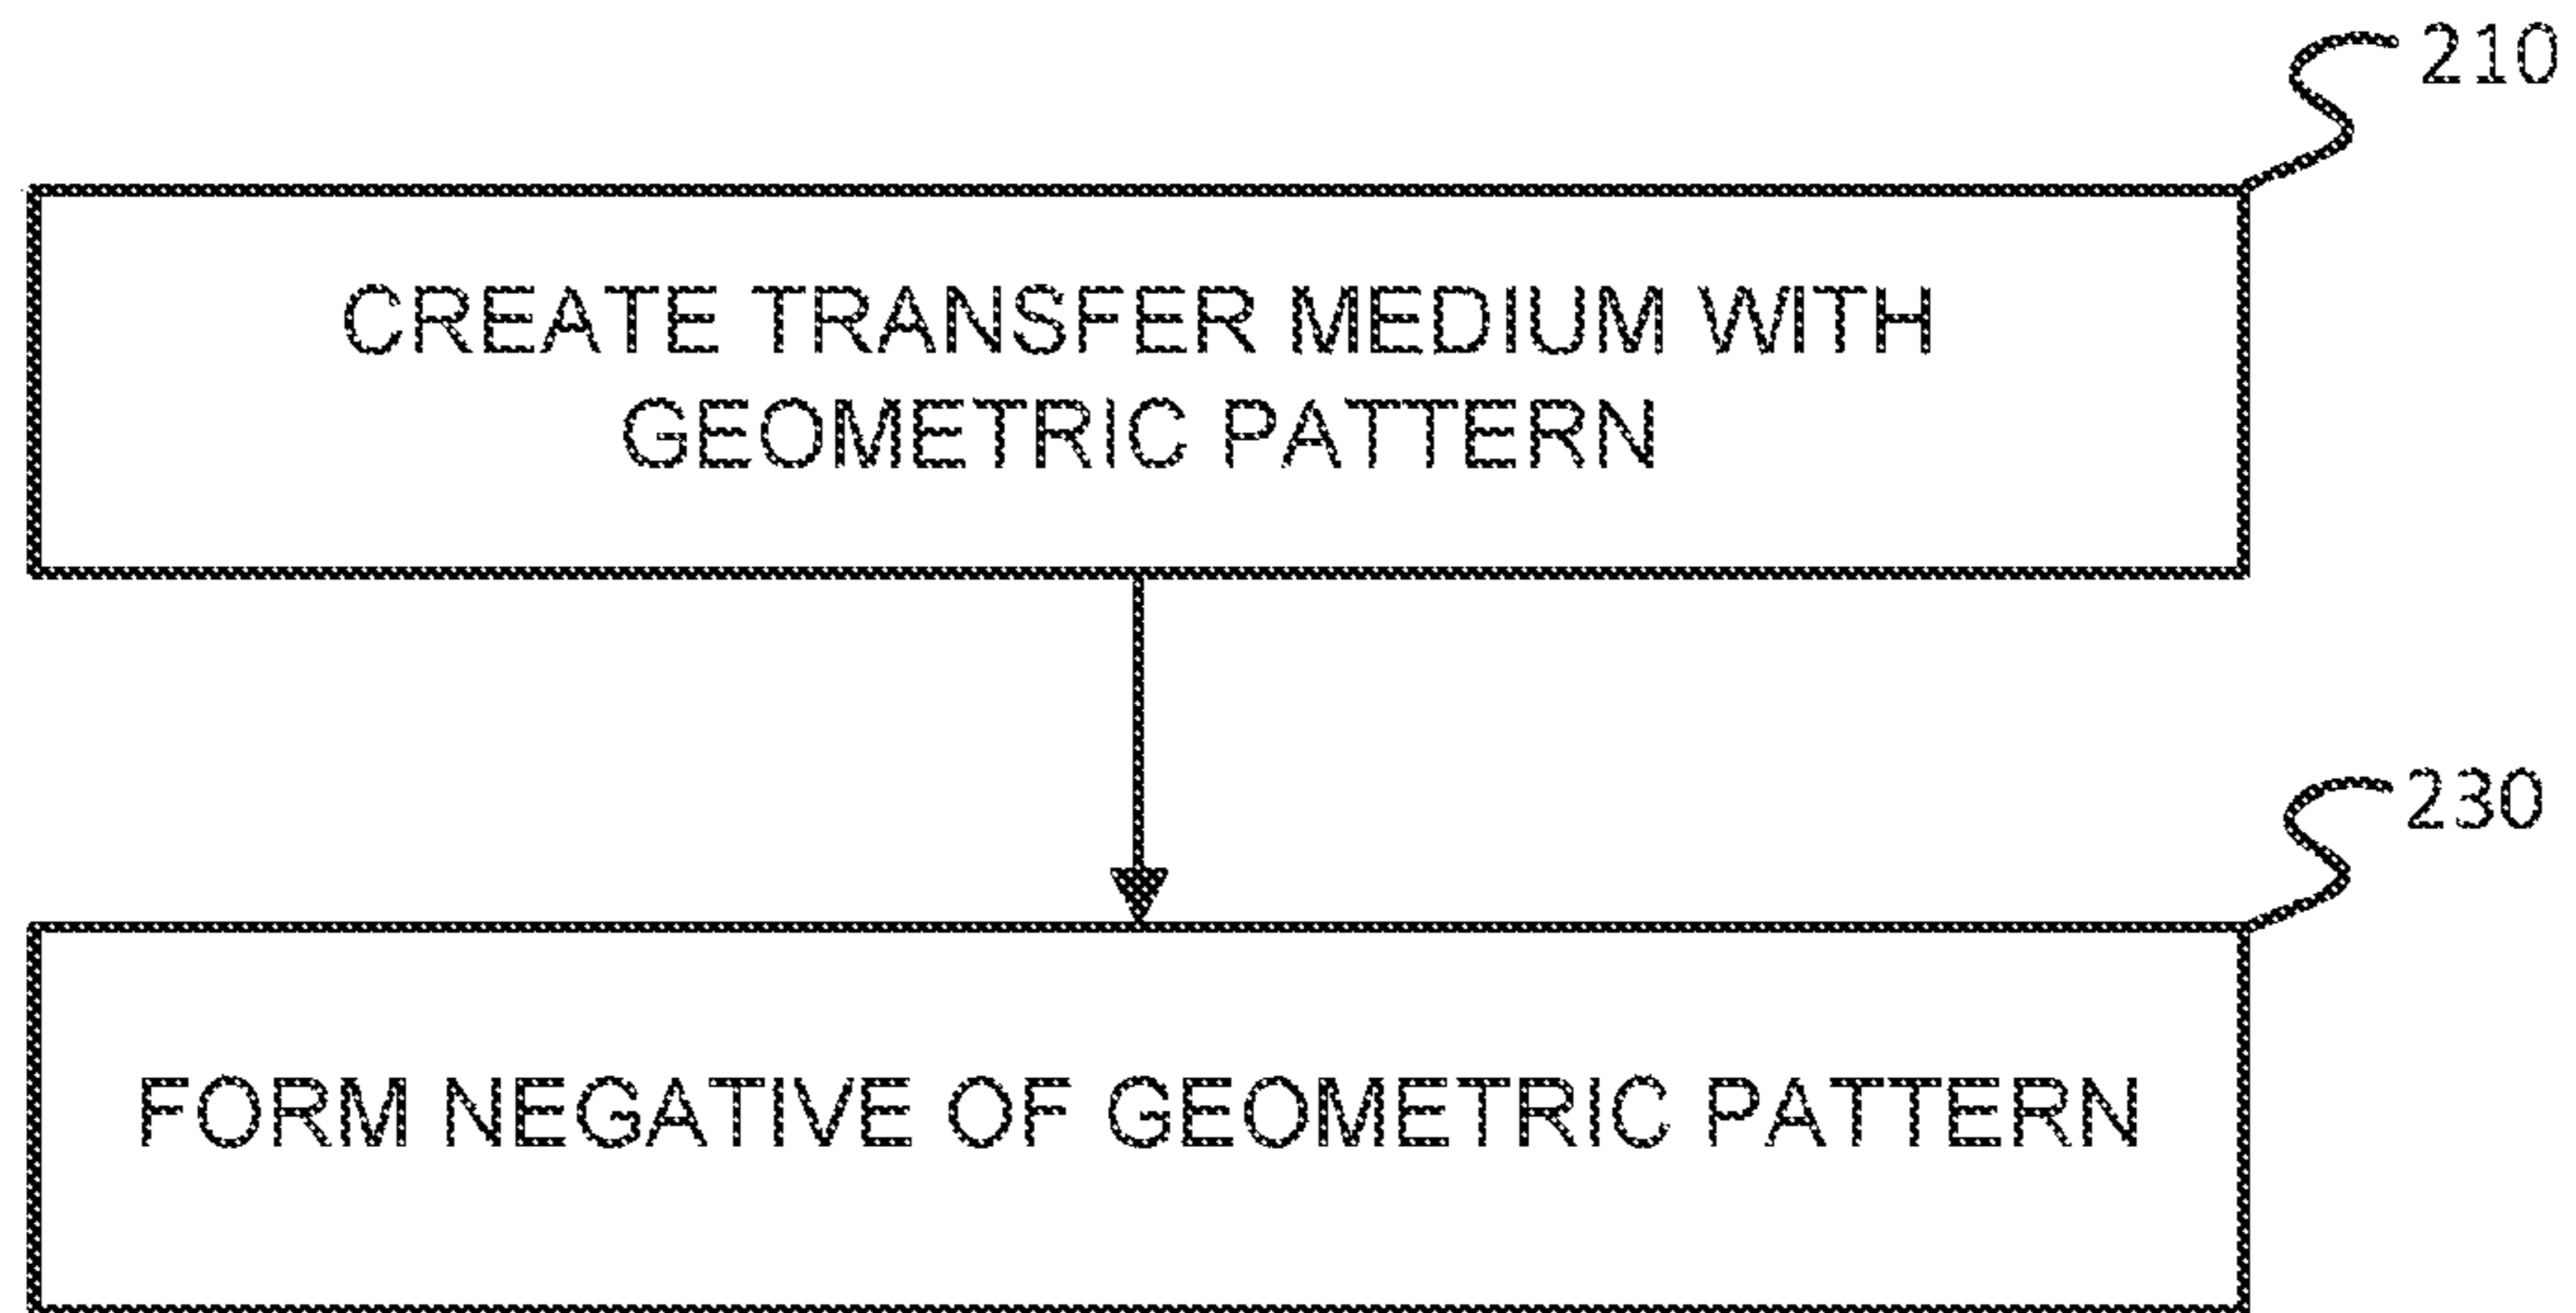 210
CREATE TRANSFER MEDIUM WITH
GEOMETRIC PATTERN
230
FORM NEGATIVE OF GEOMETRIC PATTERN